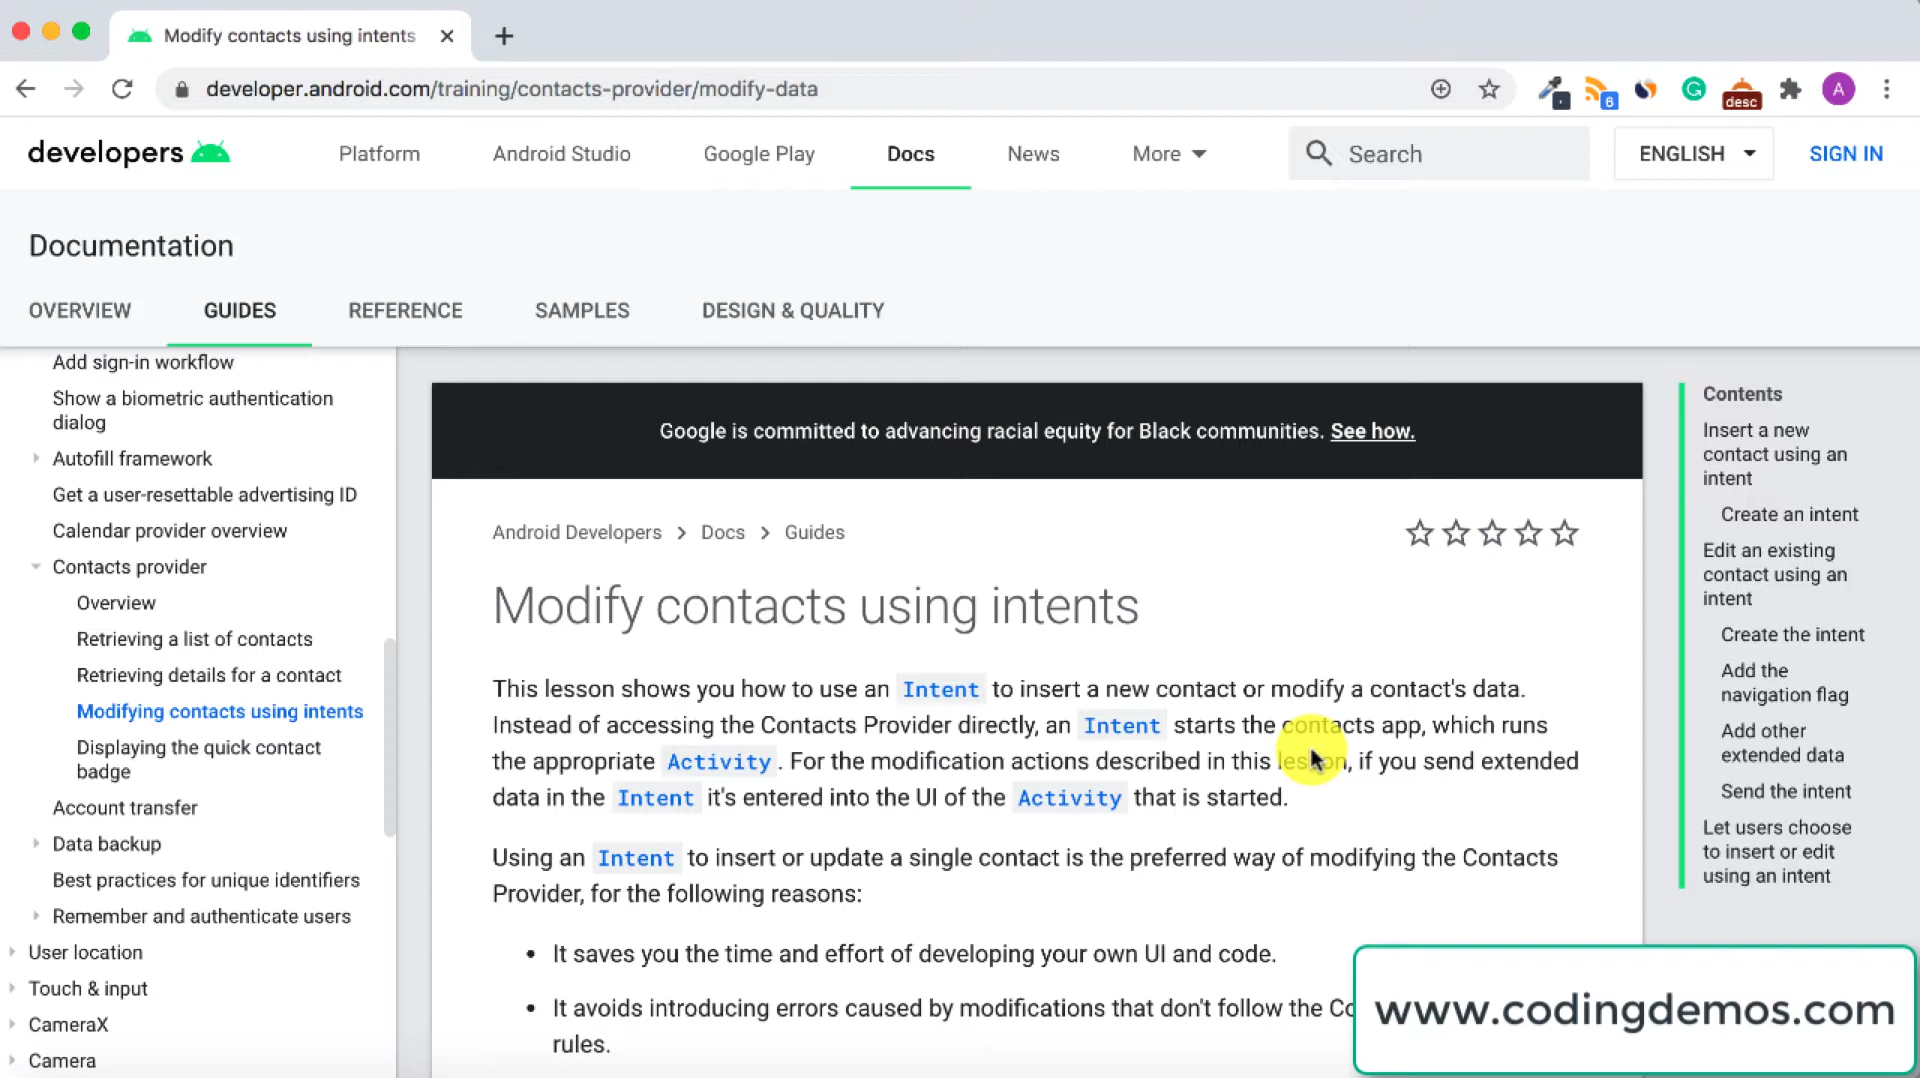 Modify contacts using intents
developer.android.com/training/contacts-provider/modify-data
6
desc
A
developers
Platform
Android Studio
Google Play
Docs
News
More
Search
ENGLISH
SIGN IN
Documentation
OVERVIEW
GUIDES
REFERENCE
SAMPLES
DESIGN & QUALITY
Add sign-in workflow
Show a biometric authentication
dialog
Autofill framework
Get a user-resettable advertising ID
Calendar provider overview
Contacts provider
Overview
Retrieving a list of contacts
Retrieving details for a contact
Modifying contacts using intents
Displaying the quick contact
badge
Account transfer
Data backup
Best practices for unique identifiers
Remember and authenticate users
User location
Touch & input
CameraX
Camera
Google is committed to advancing racial equity for Black communities. See how.
Android Developers > Docs > Guides
Modify contacts using intents
This lesson shows you how to use an Intent to insert a new contact or modify a contact's data.
Instead of accessing the Contacts Provider directly, an Intent starts the contacts app, which runs
the appropriate Activity. For the modification actions described in this lesson, if you send extended
data in the Intent it's entered into the UI of the Activity that is started.
Using an Intent to insert or update a single contact is the preferred way of modifying the Contacts
Provider, for the following reasons:
• It saves you the time and effort of developing your own UI and code.
• It avoids introducing errors caused by modifications that don't follow the
rules.
Contents
Insert a new
contact using an
intent
Create an intent
Edit an existing
contact using an
intent
Create the intent
Add the
navigation flag
Add other
extended data
Send the intent
Let users choose
to insert or edit
using an intent
www.codingdemos.com